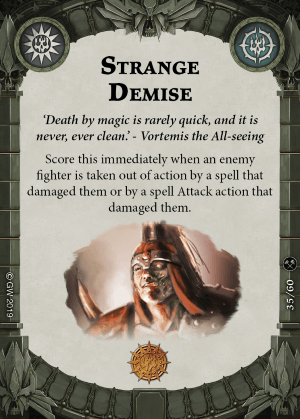 STRANGE
DEMISE
‘Death by magic is rarely quick, and it is
never, ever clean.’ - Vortemis the All-seeing
Score this immediately when an enemy
fighter is taken out of action by a spell that
damaged them or by a spell Attack action that
damaged them.
© GW 2019
35/60